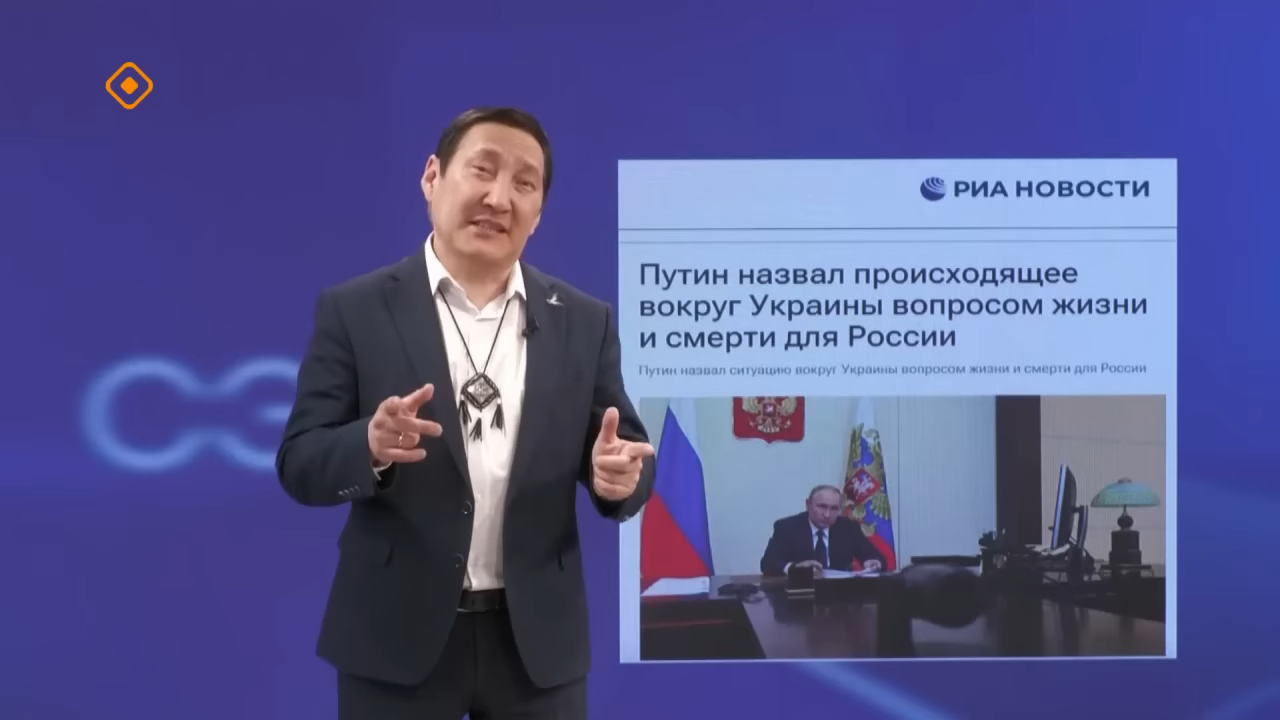 РИА НОВОСТИ
Путин назвал происходящее
вокруг Украины вопросом жизни
и смерти для России
Путин назвал ситуацию вокруг Украины вопросом жизни и смерти для России